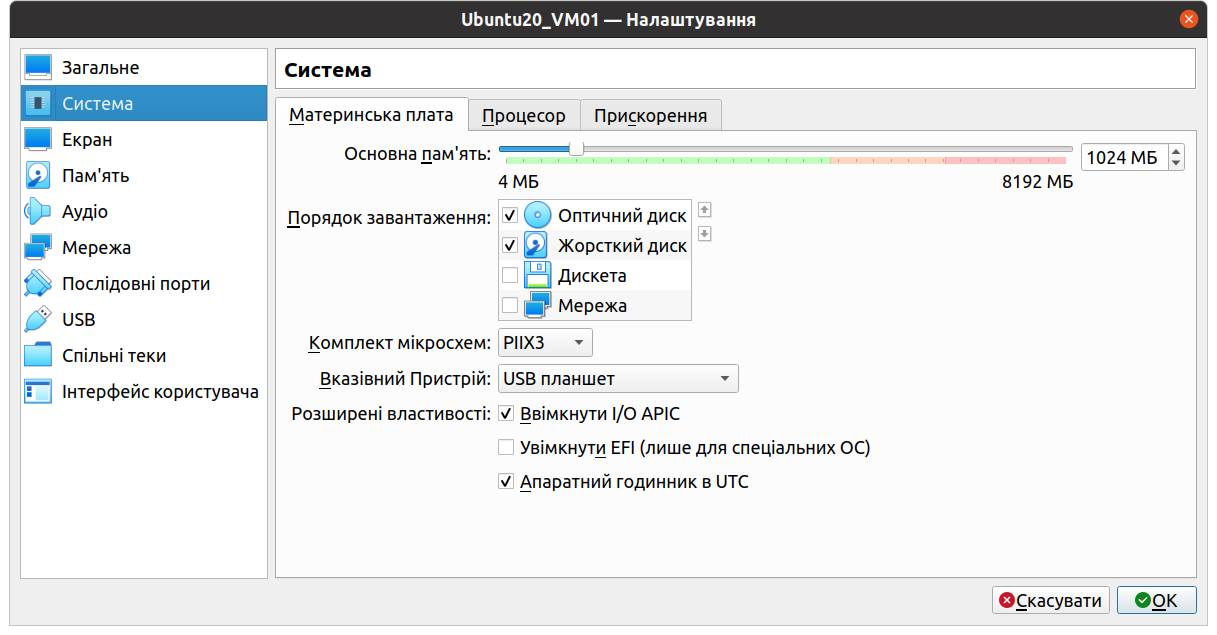 Ubuntu20_VM01 — Налаштування
Загальне
Система
Екран
Пам'ять
Аудіо
Мережа
Послідовні порти
USB
Спільні теки
Інтерфейс користувача
Система
Материнська плата Процесор Прискорення
Основна пам'ять: 1024 МБ
4 МБ 8192 МБ
Порядок завантаження: Оптичний диск
Жорсткий диск
Дискета
Мережа
Комплект мікросхем: PIIX3
Вказівний Пристрій: USB планшет
Розширені властивості: Ввімкнути I/O APIC
Увімкнути EFI (лише для спеціальних ОС)
Апаратний годинник в UTC
Скасувати OK